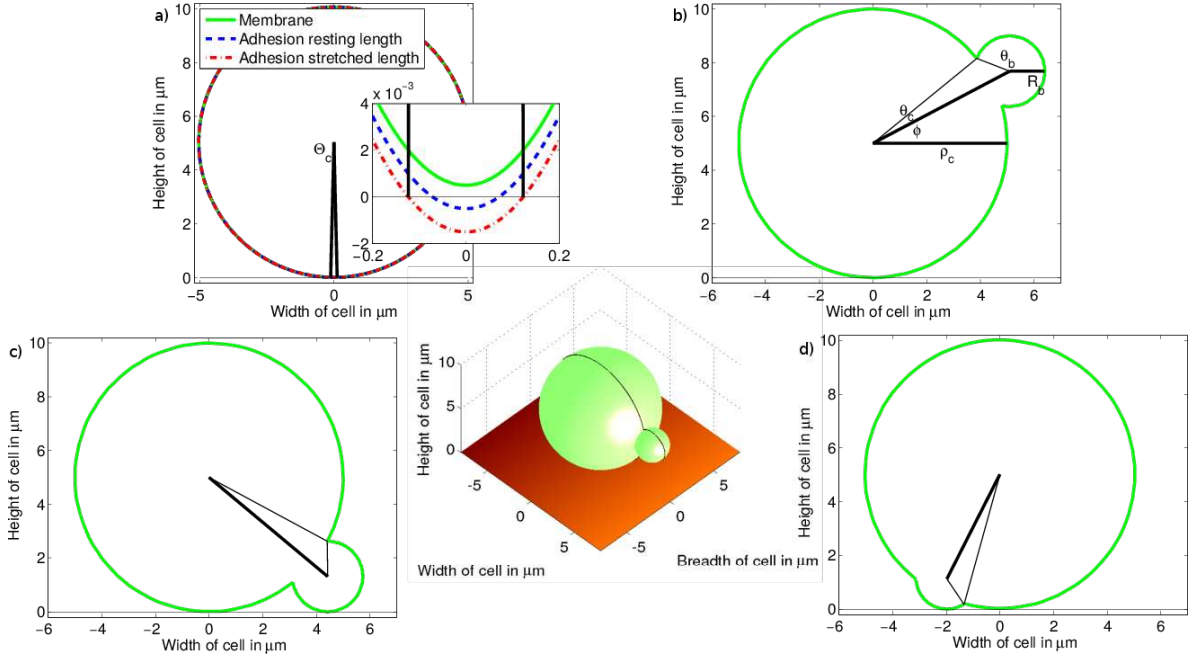 a)
Height of cell in μm
10
8
6
4
2
0
Membrane
Adhesion resting length
Adhesion stretched length
Θc
× 10⁻³
4
2
0
−2
−0.2
0
0.2
−5
0
5
Width of cell in μm
b)
Height of cell in μm
10
8
6
4
2
0
θb
Rb
θc
ϕ
ρc
−6
−4
−2
0
2
4
6
Width of cell in μm
c)
Height of cell in μm
10
8
6
4
2
0
−6
−4
−2
0
2
4
6
Width of cell in μm
Height of cell in μm
10
5
0
−5
0
5
Width of cell in μm
5
0
−5
Breadth of cell in μm
d)
Height of cell in μm
10
8
6
4
2
0
−6
−4
−2
0
2
4
6
Width of cell in μm